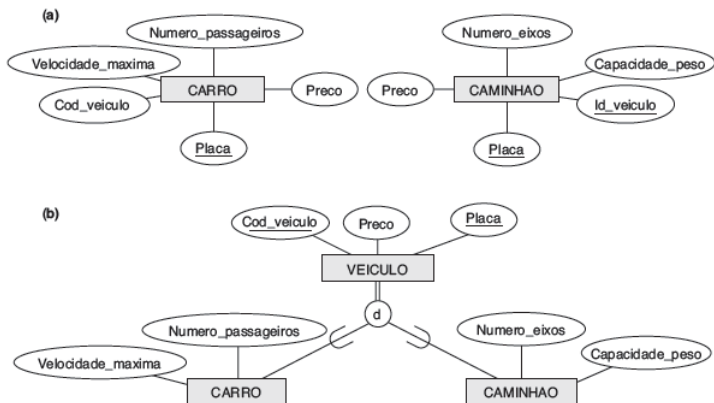 (a)
Numero_passageiros
Numero_eixos
Velocidade_maxima
Capacidade_peso
CARRO
Preco
Preco
CAMINHAO
Cod_veiculo
Id_veiculo
Placa
Placa
(b)
Cod_veiculo
Preco
Placa
VEICULO
d
Numero_passageiros
Numero_eixos
Velocidade_maxima
Capacidade_peso
CARRO
CAMINHAO